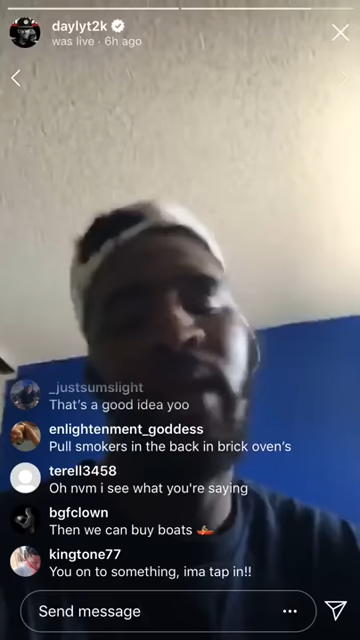 daylyt2k
was live · 6h ago
_justsumslight
That's a good idea yoo
enlightenment_goddess
Pull smokers in the back in brick oven's
terell3458
Oh nvm i see what you're saying
bgfclown
Then we can buy boats 🚤
kingtone77
You on to something, ima tap in!!
Send message